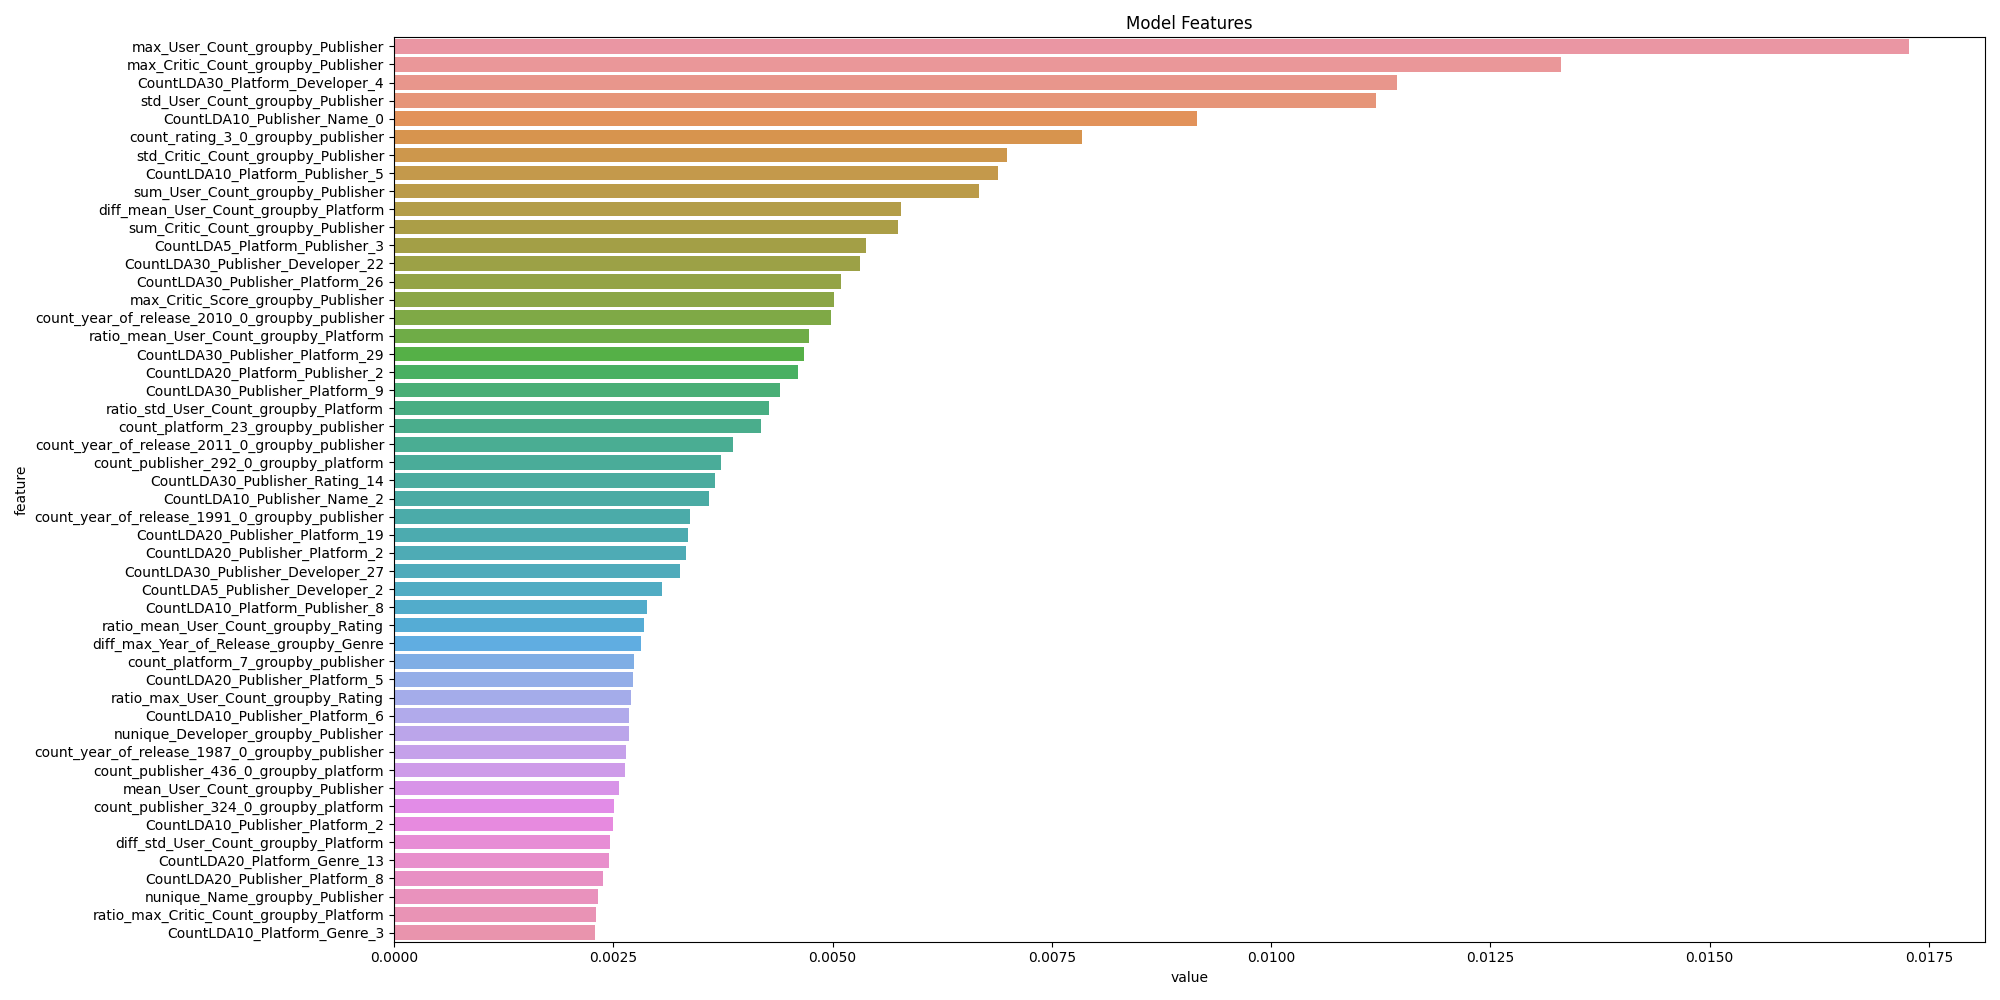 Model Features
max_User_Count_groupby_Publisher
max_Critic_Count_groupby_Publisher
CountLDA30_Platform_Developer_4
std_User_Count_groupby_Publisher
CountLDA10_Publisher_Name_0
count_rating_3_0_groupby_publisher
std_Critic_Count_groupby_Publisher
CountLDA10_Platform_Publisher_5
sum_User_Count_groupby_Publisher
diff_mean_User_Count_groupby_Platform
sum_Critic_Count_groupby_Publisher
CountLDA5_Platform_Publisher_3
CountLDA30_Publisher_Developer_22
CountLDA30_Publisher_Platform_26
max_Critic_Score_groupby_Publisher
count_year_of_release_2010_0_groupby_publisher
ratio_mean_User_Count_groupby_Platform
CountLDA30_Publisher_Platform_29
CountLDA20_Platform_Publisher_2
CountLDA30_Publisher_Platform_9
ratio_std_User_Count_groupby_Platform
count_platform_23_groupby_publisher
count_year_of_release_2011_0_groupby_publisher
count_publisher_292_0_groupby_platform
CountLDA30_Publisher_Rating_14
CountLDA10_Publisher_Name_2
count_year_of_release_1991_0_groupby_publisher
CountLDA20_Publisher_Platform_19
CountLDA20_Publisher_Platform_2
CountLDA30_Publisher_Developer_27
CountLDA5_Publisher_Developer_2
CountLDA10_Platform_Publisher_8
ratio_mean_User_Count_groupby_Rating
diff_max_Year_of_Release_groupby_Genre
count_platform_7_groupby_publisher
CountLDA20_Publisher_Platform_5
ratio_max_User_Count_groupby_Rating
CountLDA10_Publisher_Platform_6
nunique_Developer_groupby_Publisher
count_year_of_release_1987_0_groupby_publisher
count_publisher_436_0_groupby_platform
mean_User_Count_groupby_Publisher
count_publisher_324_0_groupby_platform
CountLDA10_Publisher_Platform_2
diff_std_User_Count_groupby_Platform
CountLDA20_Platform_Genre_13
CountLDA20_Publisher_Platform_8
nunique_Name_groupby_Publisher
ratio_max_Critic_Count_groupby_Platform
CountLDA10_Platform_Genre_3
feature
0.0000 0.0025 0.0050 0.0075 0.0100 0.0125 0.0150 0.0175
value